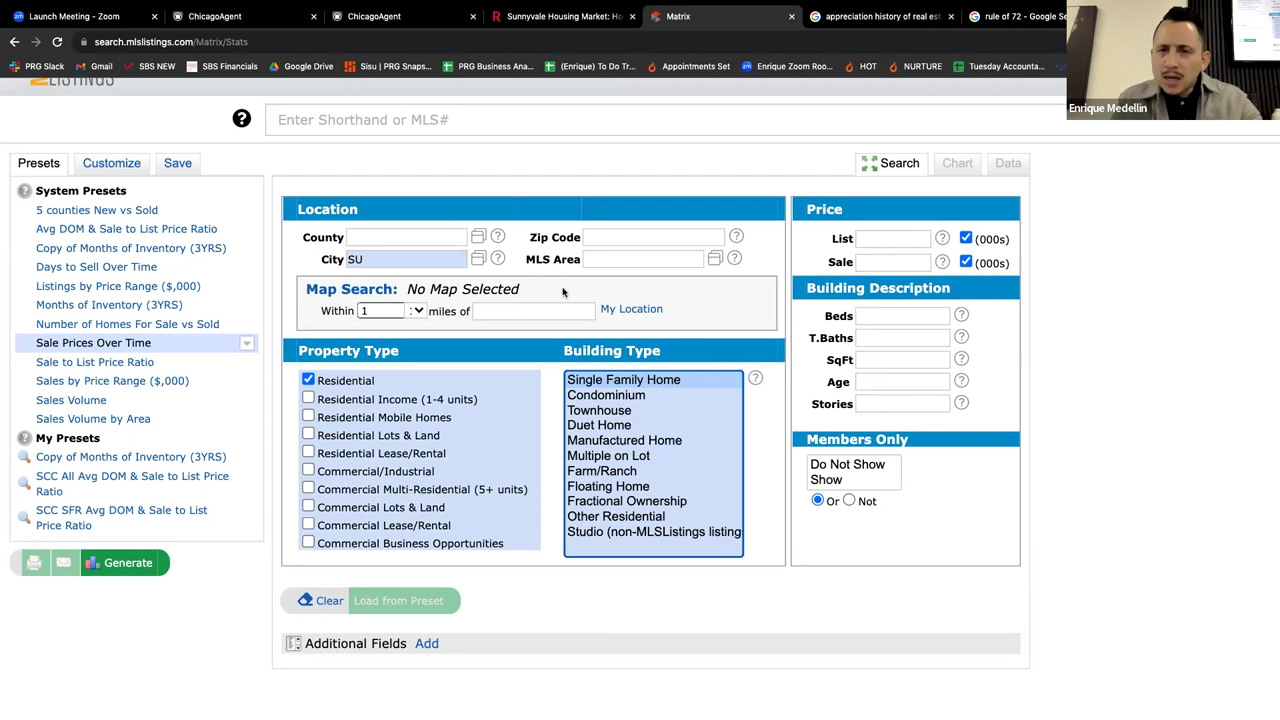 Launch Meeting - Zoom
ChicagoAgent
ChicagoAgent
Sunnyvale Housing Market: Ho
Matrix
appreciation history of real est
rule of 72 - Google Se
search.mlslistings.com/Matrix/Stats
PRG Slack
Gmail
SBS NEW
SBS Financials
Google Drive
Sisu | PRG Snaps...
PRG Business Ana...
(Enrique) To Do Tr...
Appointments Set
Enrique Zoom Roo...
HOT
NURTURE
Tuesday Accounta...
Enrique Medellin
LISTINGS
Enter Shorthand or MLS#
Presets
Customize
Save
Search
Chart
Data
System Presets
5 counties New vs Sold
Avg DOM & Sale to List Price Ratio
Copy of Months of Inventory (3YRS)
Days to Sell Over Time
Listings by Price Range ($,000)
Months of Inventory (3YRS)
Number of Homes For Sale vs Sold
Sale Prices Over Time
Sale to List Price Ratio
Sales by Price Range ($,000)
Sales Volume
Sales Volume by Area
My Presets
Copy of Months of Inventory (3YRS)
SCC All Avg DOM & Sale to List Price
Ratio
SCC SFR Avg DOM & Sale to List
Price Ratio
Generate
Location
County
Zip Code
City SU
MLS Area
Map Search: No Map Selected
Within 1 miles of
My Location
Property Type
Residential
Residential Income (1-4 units)
Residential Mobile Homes
Residential Lots & Land
Residential Lease/Rental
Commercial/Industrial
Commercial Multi-Residential (5+ units)
Commercial Lots & Land
Commercial Lease/Rental
Commercial Business Opportunities
Building Type
Single Family Home
Condominium
Townhouse
Duet Home
Manufactured Home
Multiple on Lot
Farm/Ranch
Floating Home
Fractional Ownership
Other Residential
Studio (non-MLSListings listing
Price
List (000s)
Sale (000s)
Building Description
Beds
T.Baths
SqFt
Age
Stories
Members Only
Do Not Show
Show
Or Not
Clear
Load from Preset
Additional Fields Add